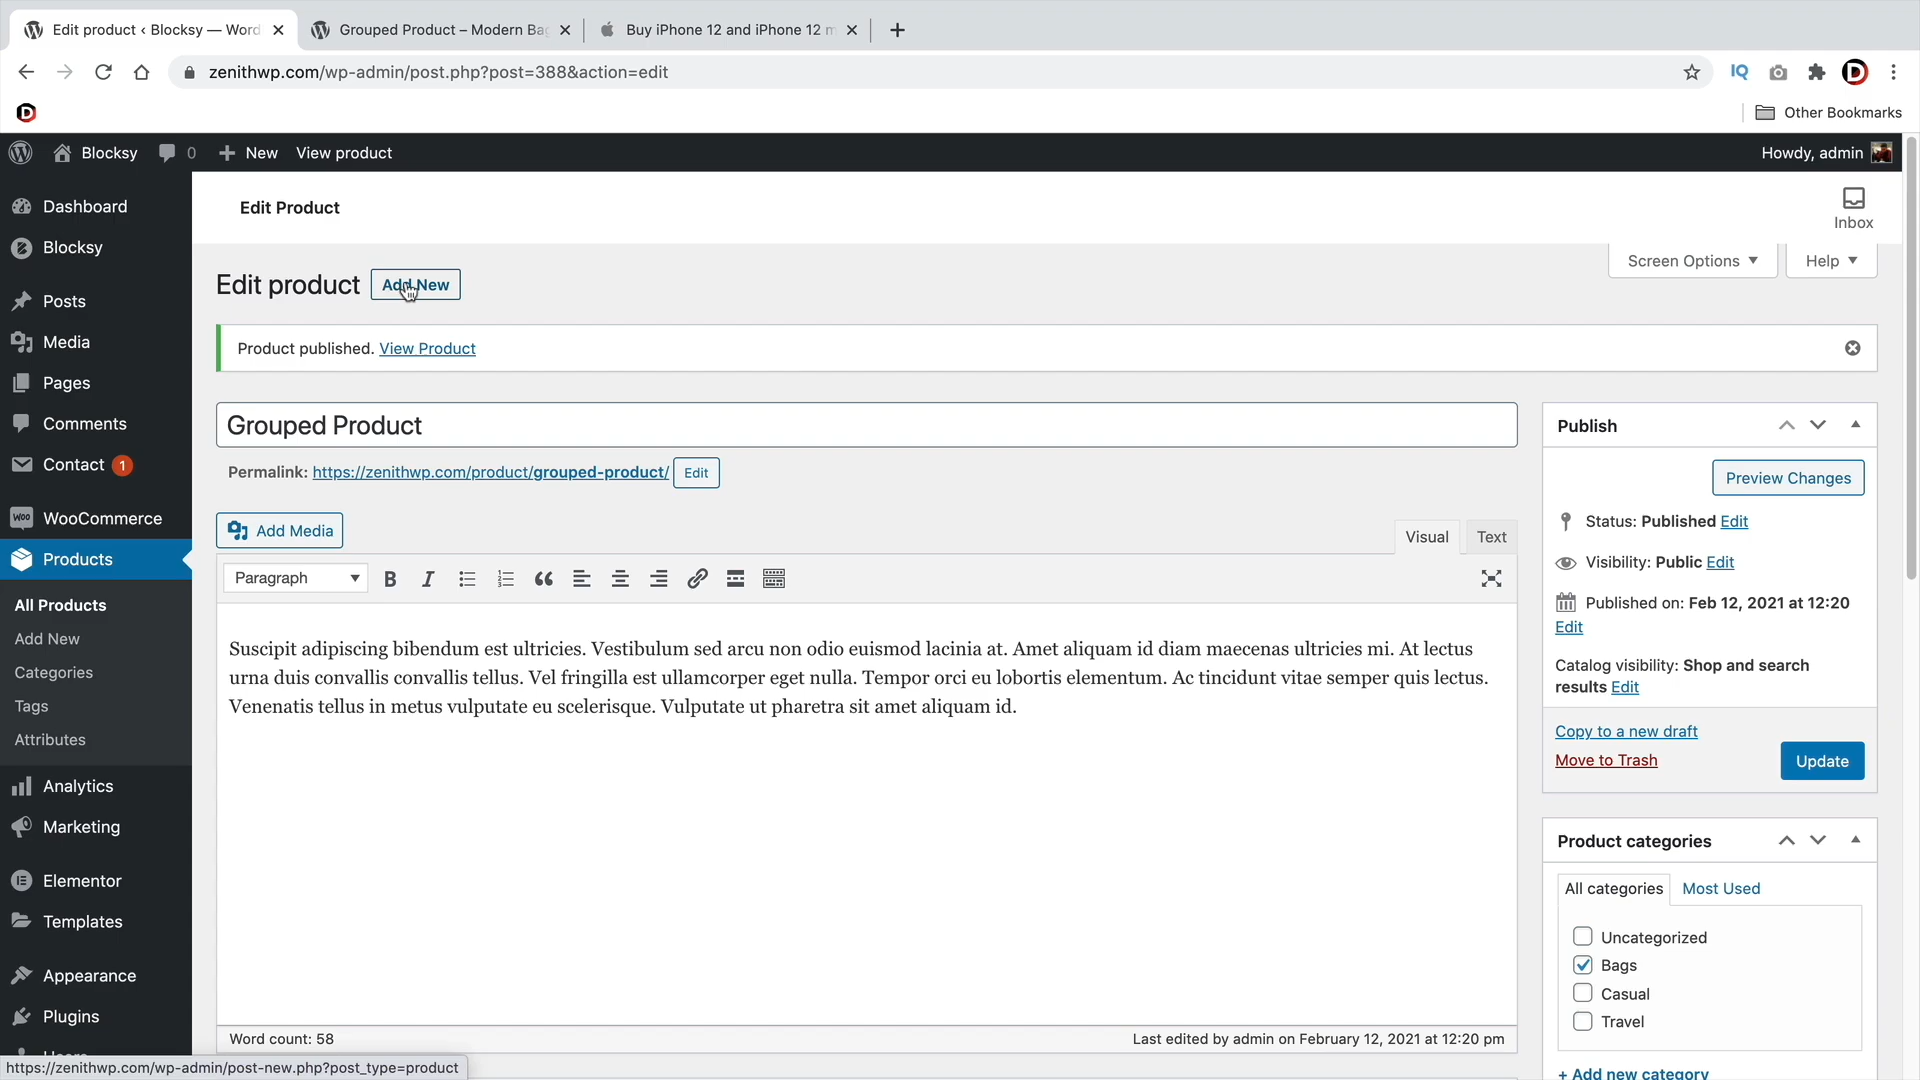 Edit product ‹ Blocksy — Word
Grouped Product – Modern Ba
Buy iPhone 12 and iPhone 12 m
zenithwp.com/wp-admin/post.php?post=388&action=edit
IQ
D
D
Other Bookmarks
Blocksy
0
New
View product
Howdy, admin
Dashboard
Blocksy
Posts
Media
Pages
Comments
Contact 1
WooCommerce
Products
All Products
Add New
Categories
Tags
Attributes
Analytics
Marketing
Elementor
Templates
Appearance
Plugins
Edit Product
Inbox
Screen Options
Help
Edit product
Add New
Product published. View Product
Grouped Product
Permalink: https://zenithwp.com/product/grouped-product/ Edit
Add Media
Visual
Text
Paragraph
B
I
Suscipit adipiscing bibendum est ultricies. Vestibulum sed arcu non odio euismod lacinia at. Amet aliquam id diam maecenas ultricies mi. At lectus
urna duis convallis convallis tellus. Vel fringilla est ullamcorper eget nulla. Tempor orci eu lobortis elementum. Ac tincidunt vitae semper quis lectus.
Venenatis tellus in metus vulputate eu scelerisque. Vulputate ut pharetra sit amet aliquam id.
Word count: 58
Last edited by admin on February 12, 2021 at 12:20 pm
Publish
Preview Changes
Status: Published Edit
Visibility: Public Edit
Published on: Feb 12, 2021 at 12:20
Edit
Catalog visibility: Shop and search
results Edit
Copy to a new draft
Move to Trash
Update
Product categories
All categories
Most Used
Uncategorized
Bags
Casual
Travel
+ Add new category
https://zenithwp.com/wp-admin/post-new.php?post_type=product